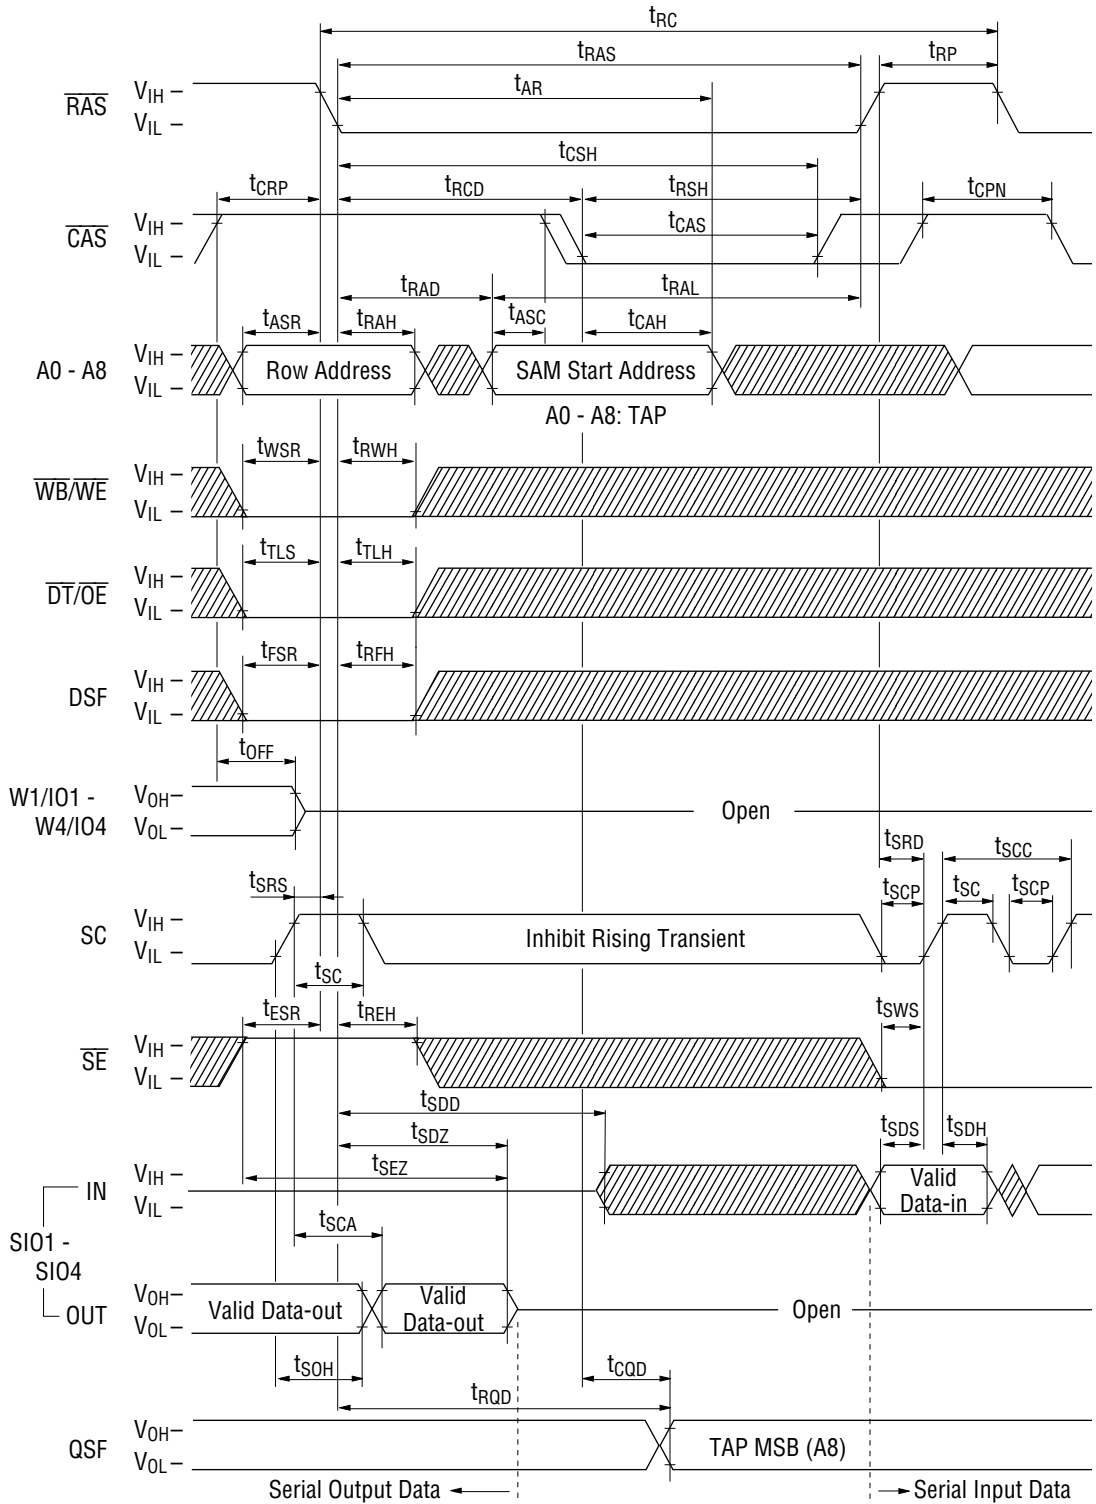 tRC
tRAS
tRP
tAR
RAS
VIH
VIL
tCSH
tCRP
tRCD
tRSH
tCPN
CAS
VIH
VIL
tCAS
tRAD
tRAL
tASR
tRAH
tASC
tCAH
A0 - A8
VIH
VIL
Row Address
SAM Start Address
A0 - A8: TAP
tWSR
tRWH
WB/WE
VIH
VIL
tTLS
tTLH
DT/OE
VIH
VIL
tFSR
tRFH
DSF
VIH
VIL
tOFF
W1/IO1 -
W4/IO4
VOH
VOL
Open
tSRD
tSCC
tSRS
tSCP
tSC
tSCP
SC
VIH
VIL
Inhibit Rising Transient
tSC
tESR
tREH
tSWS
SE
VIH
VIL
tSDD
tSDZ
tSDS
tSDH
tSEZ
IN
VIH
VIL
Valid
Data-in
tSCA
SIO1 -
SIO4
OUT
VOH
VOL
Valid Data-out
Valid
Data-out
Open
tSOH
tCQD
tRQD
QSF
VOH
VOL
TAP MSB (A8)
Serial Output Data
Serial Input Data